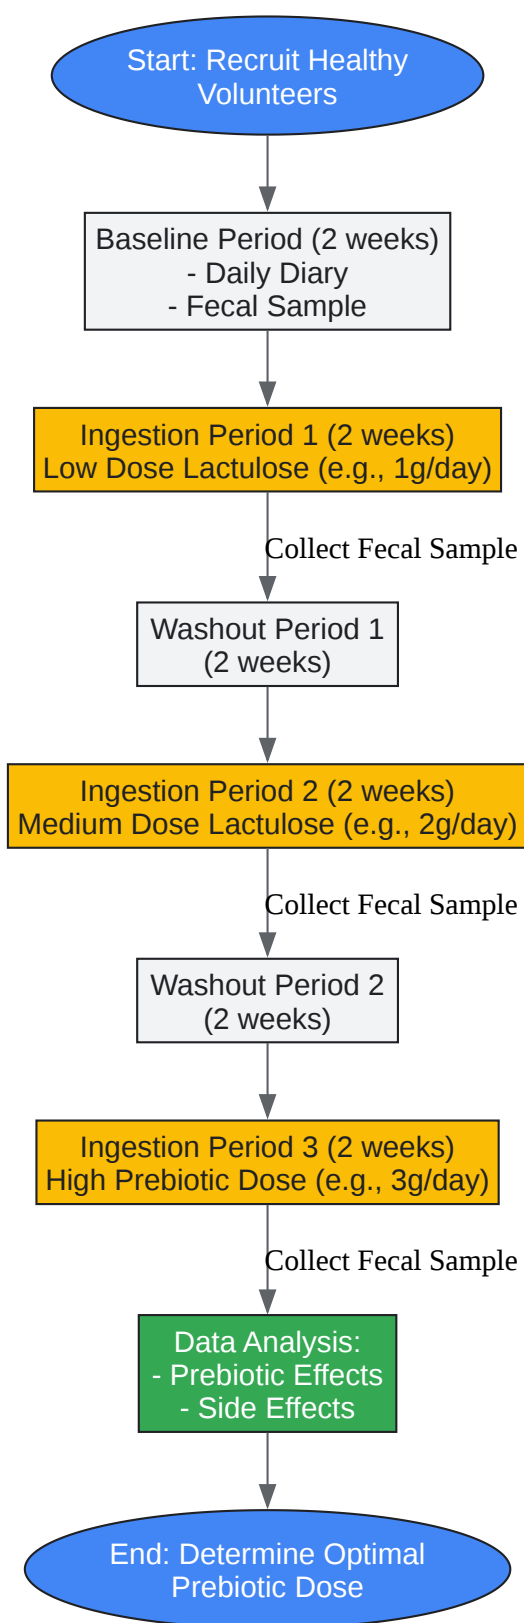 Start: Recruit Healthy
Volunteers
Baseline Period (2 weeks)
- Daily Diary
- Fecal Sample
Ingestion Period 1 (2 weeks)
Low Dose Lactulose (e.g., 1g/day)
Collect Fecal Sample
Washout Period 1
(2 weeks)
Ingestion Period 2 (2 weeks)
Medium Dose Lactulose (e.g., 2g/day)
Collect Fecal Sample
Washout Period 2
(2 weeks)
Ingestion Period 3 (2 weeks)
High Prebiotic Dose (e.g., 3g/day)
Collect Fecal Sample
Data Analysis:
- Prebiotic Effects
- Side Effects
End: Determine Optimal
Prebiotic Dose